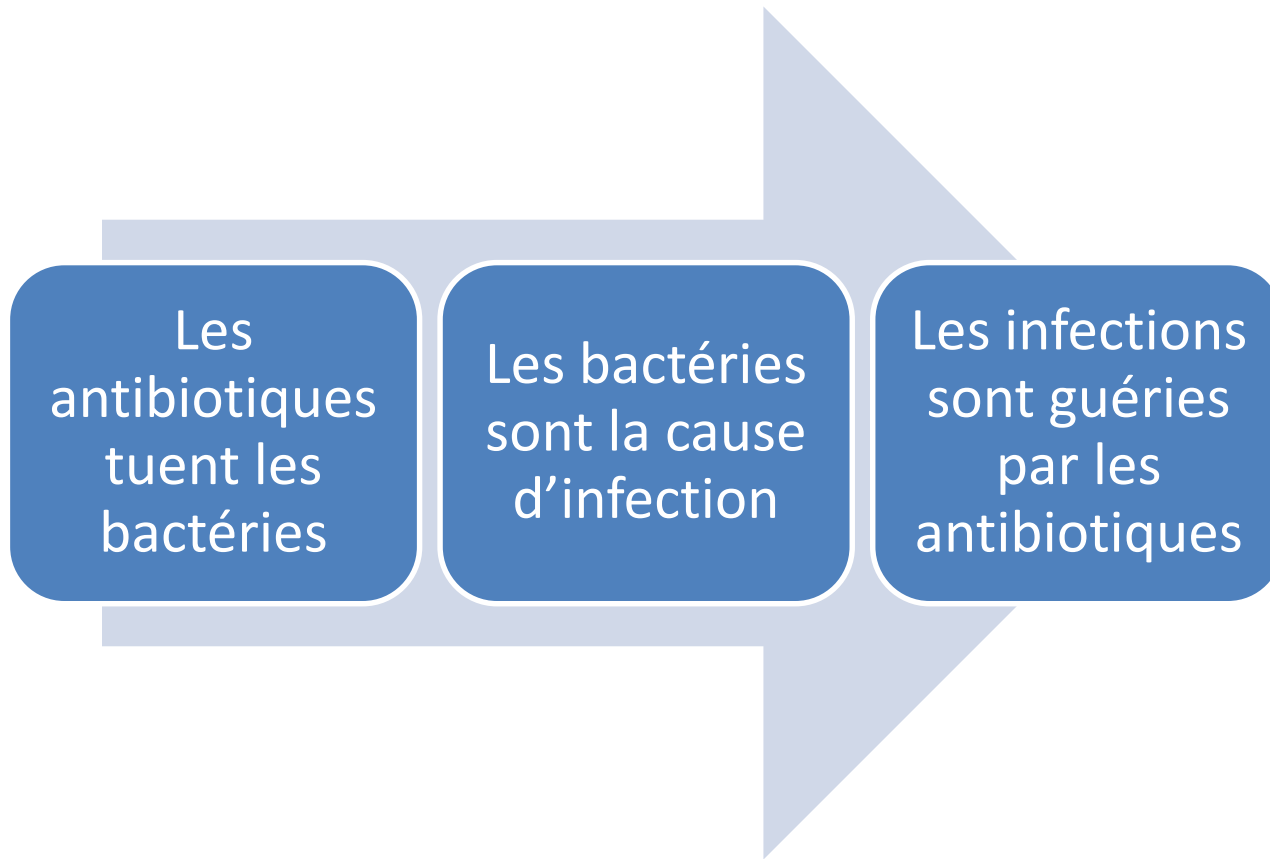 Les
antibiotiques
tuent les
bactéries
Les bactéries
sont la cause
d’infection
Les infections
sont guéries
par les
antibiotiques